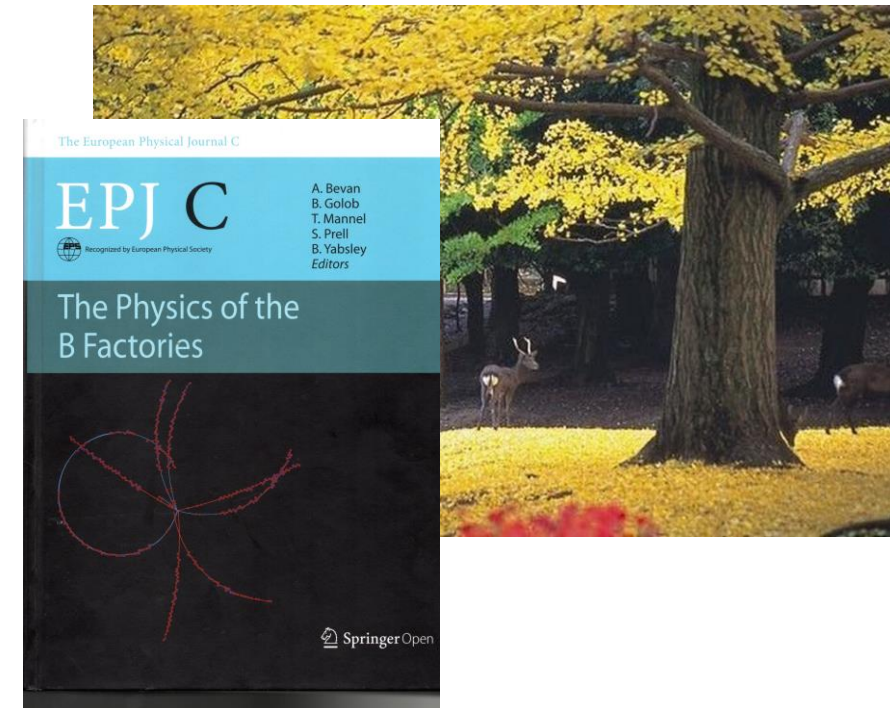 The European Physical Journal C
EPJ C
EPS
Recognized by European Physical Society
A. Bevan
B. Golob
T. Mannel
S. Prell
B. Yabsley
Editors
The Physics of the
B Factories
Springer Open